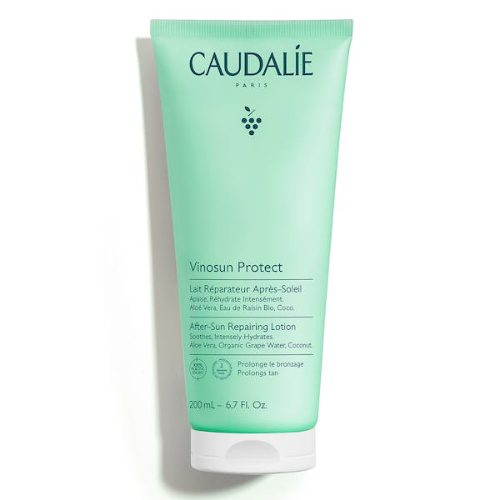 CAUDALÍE
PARIS
Vinosun Protect
Lait Réparateur Après-Soleil
Apaise, Réhydrate Intensément.
Aloé Vera, Eau de Raisin Bio, Coco.
After-Sun Repairing Lotion
Soothes, Intensely Hydrates.
Aloe Vera, Organic Grape Water, Coconut.
Prolonge le bronzage
Prolongs tan
200 mL – 6.7 Fl. Oz.